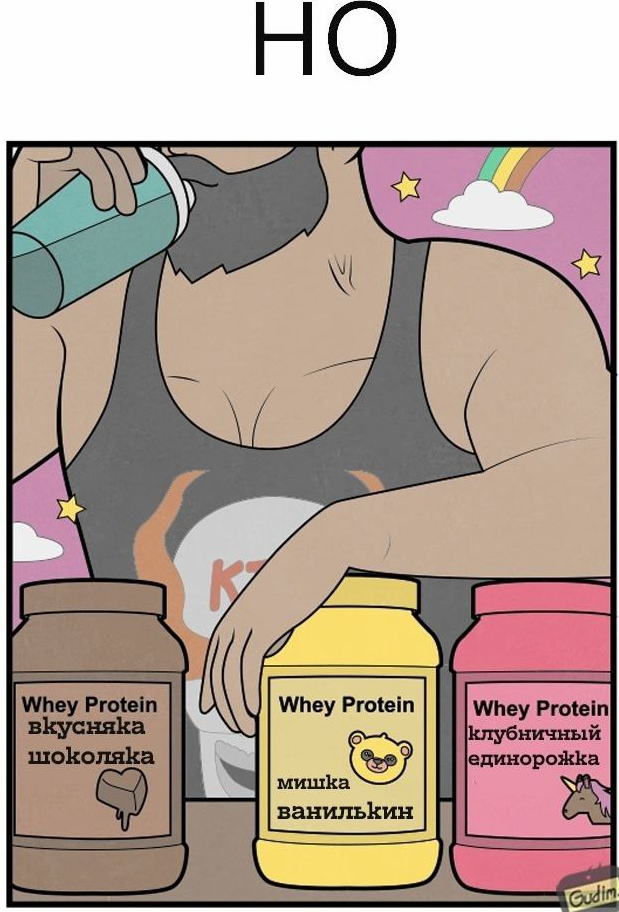 НО
Whey Protein
вкусняка
шоколяка
Whey Protein
мишка
ванилькин
Whey Protein
клубничный
единорожка
Gudim.